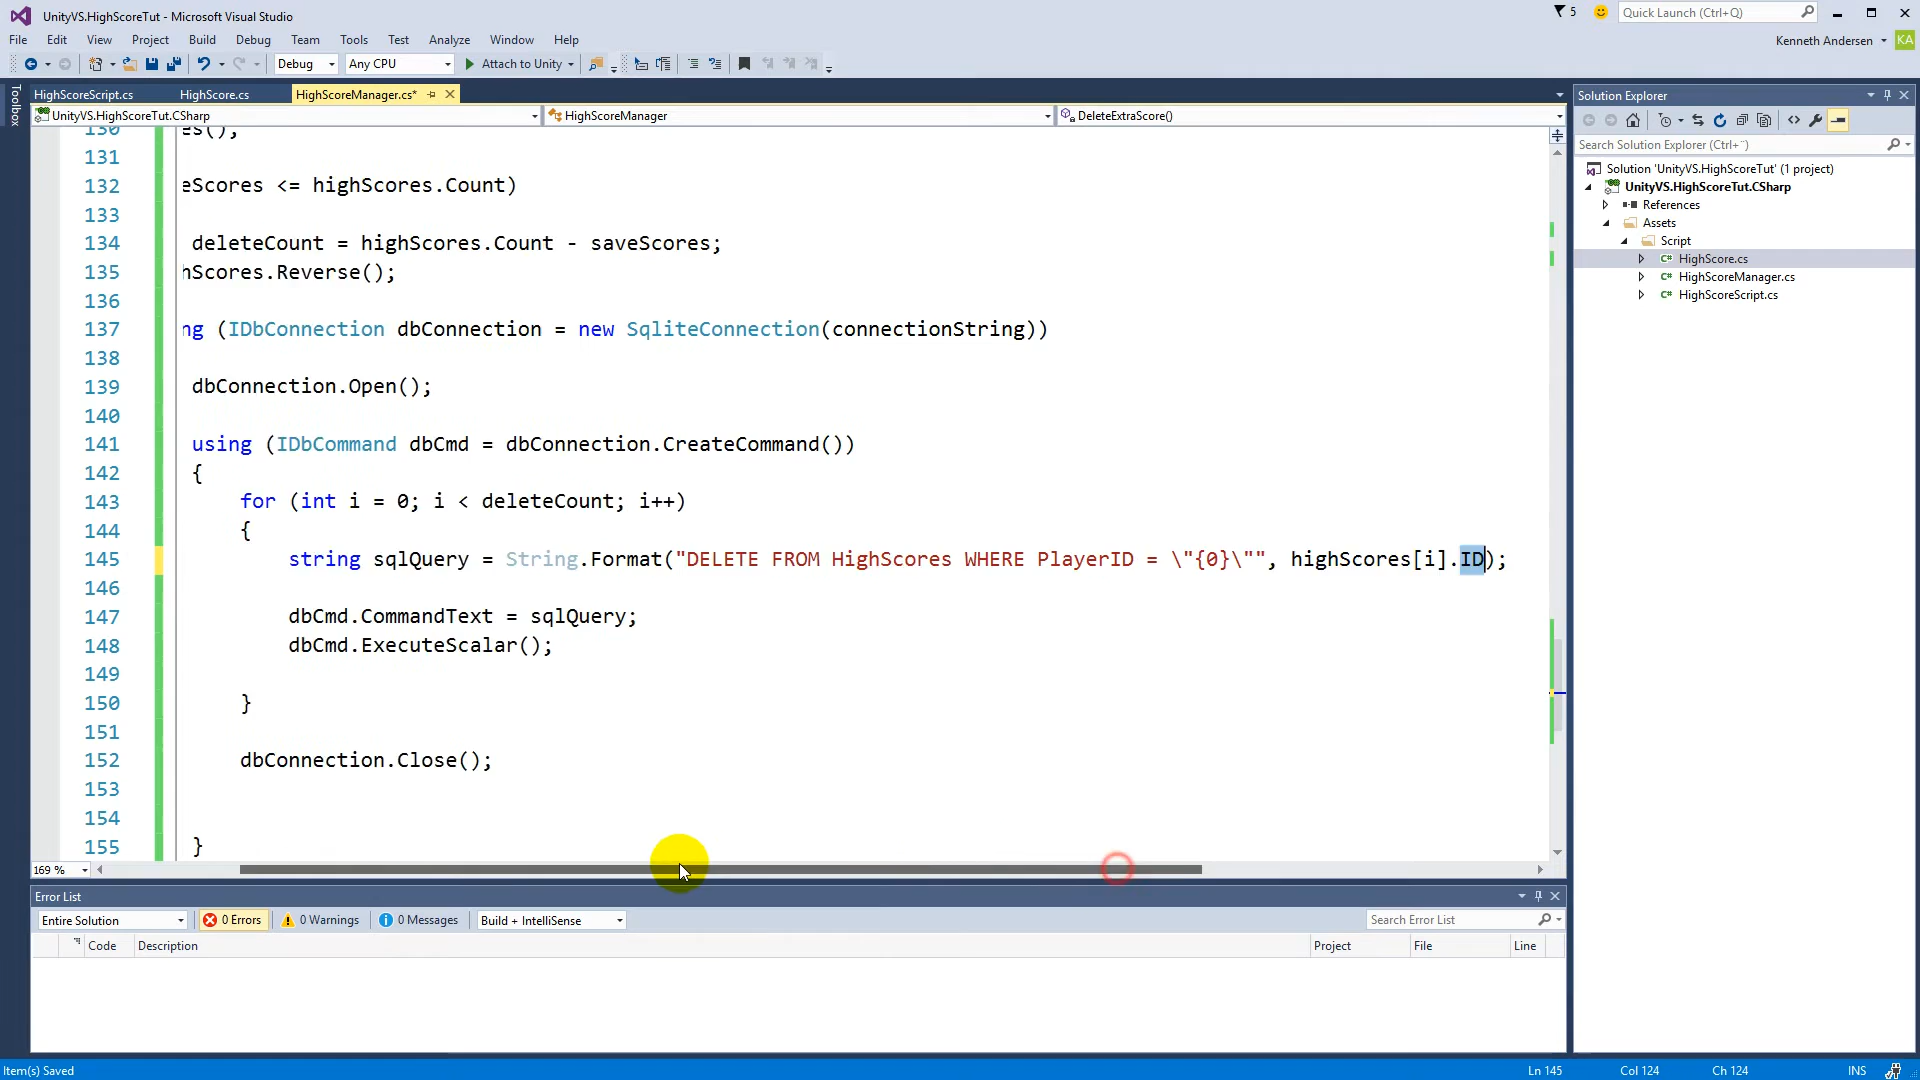 UnityVS.HighScoreTut - Microsoft Visual Studio
5
Quick Launch (Ctrl+Q)
File Edit View Project Build Debug Team Tools Test Analyze Window Help
Kenneth Andersen
KA
Debug
Any CPU
Attach to Unity
Toolbox
HighScoreScript.cs
HighScore.cs
HighScoreManager.cs*
UnityVS.HighScoreTut.CSharp
HighScoreManager
DeleteExtraScore()
130 es();
131
132 eScores <= highScores.Count)
133
134 deleteCount = highScores.Count - saveScores;
135 hScores.Reverse();
136
137 ng (IDbConnection dbConnection = new SqliteConnection(connectionString))
138
139 dbConnection.Open();
140
141 using (IDbCommand dbCmd = dbConnection.CreateCommand())
142 {
143 for (int i = 0; i < deleteCount; i++)
144 {
145 string sqlQuery = String.Format("DELETE FROM HighScores WHERE PlayerID = \"{0}\"", highScores[i].ID);
146
147 dbCmd.CommandText = sqlQuery;
148 dbCmd.ExecuteScalar();
149
150 }
151
152 dbConnection.Close();
153
154
155 }
169 %
Solution Explorer
Search Solution Explorer (Ctrl+¨)
Solution 'UnityVS.HighScoreTut' (1 project)
UnityVS.HighScoreTut.CSharp
References
Assets
Script
C# HighScore.cs
C# HighScoreManager.cs
C# HighScoreScript.cs
Error List
Entire Solution
0 Errors
0 Warnings
0 Messages
Build + IntelliSense
Search Error List
Code
Description
Project
File
Line
Item(s) Saved
Ln 145
Col 124
Ch 124
INS